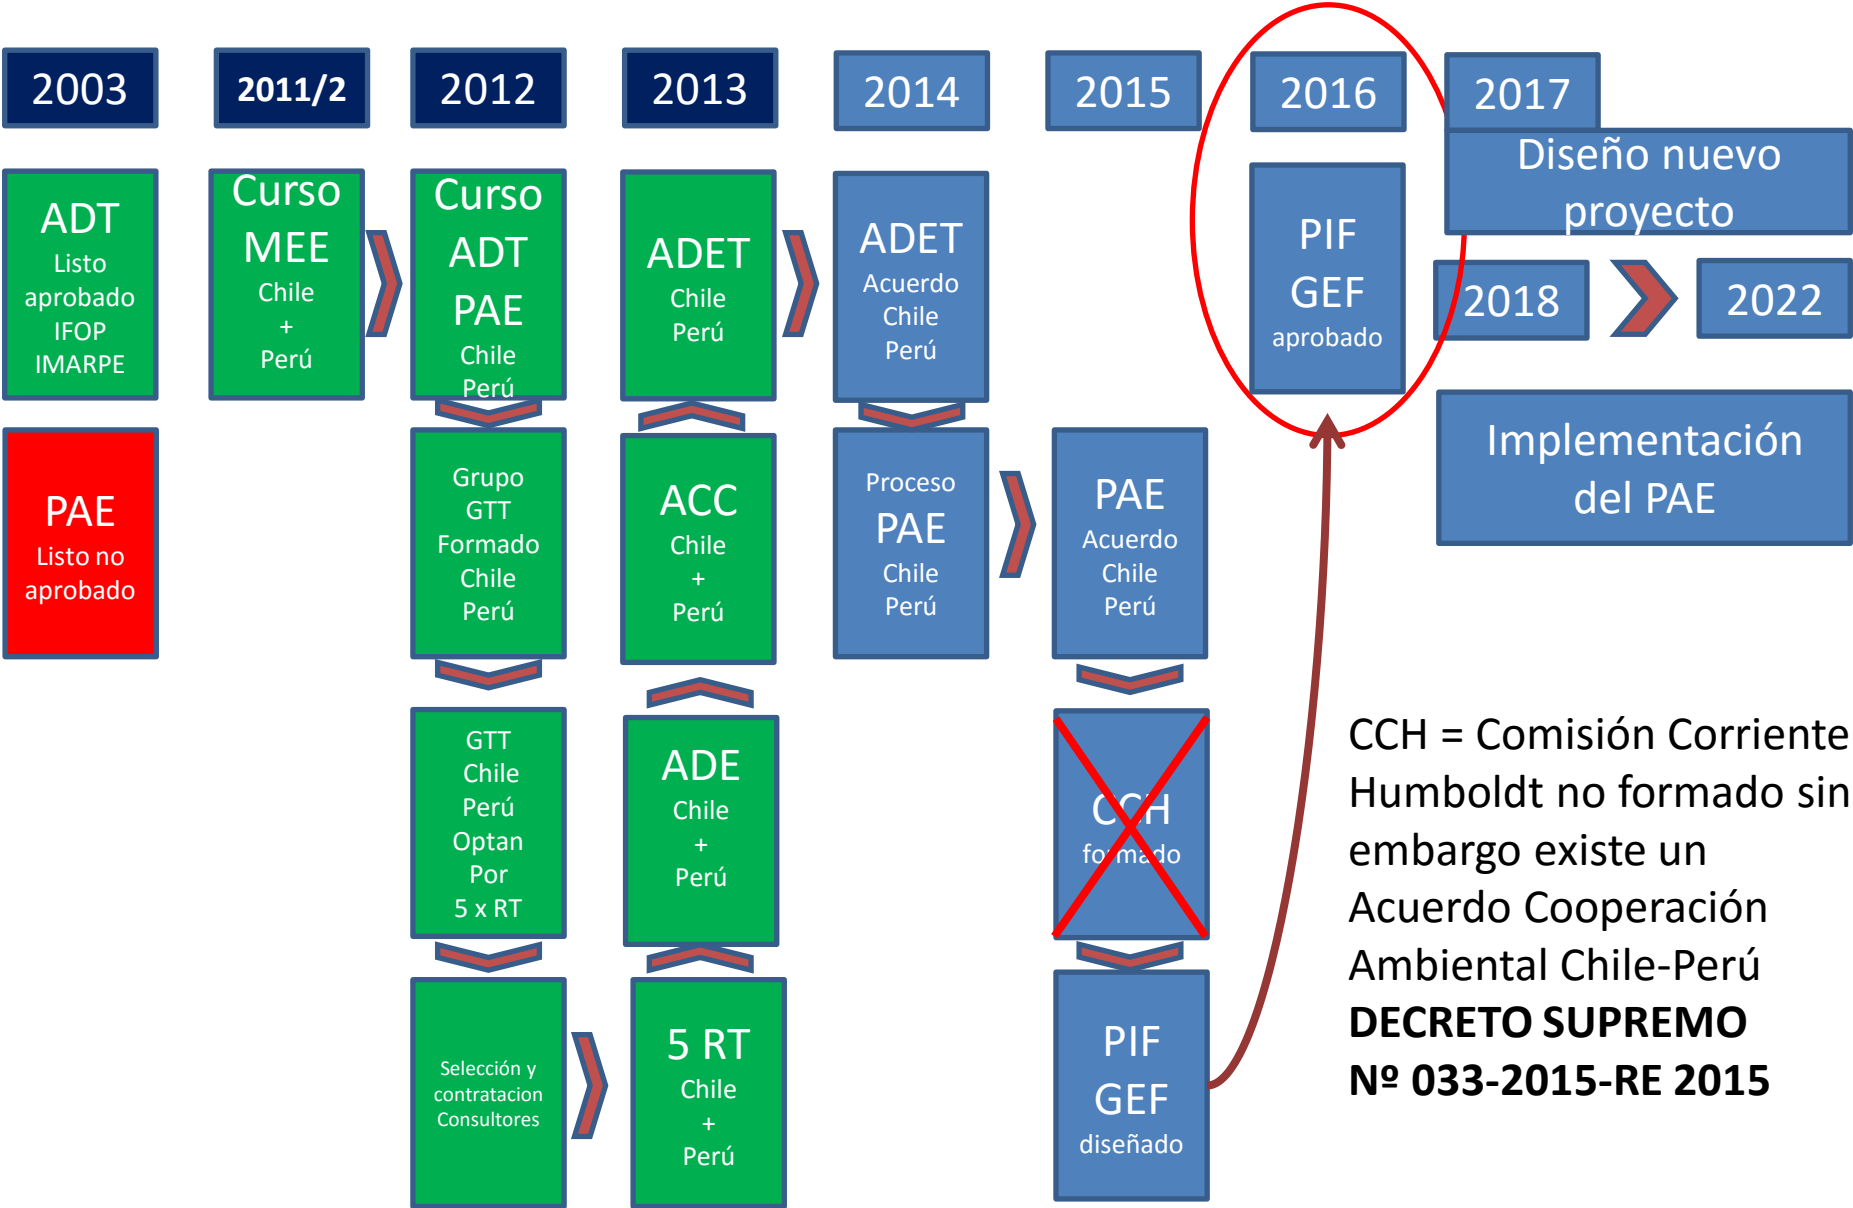 2003
2011/2
2012
2013
2014
2015
2016
2017
ADT
Listo
aprobado
IFOP
IMARPE
PAE
Listo no
aprobado
Curso
MEE
Chile
+
Perú
Curso
ADT
PAE
Chile
Perú
Grupo
GTT
Formado
Chile
Perú
GTT
Chile
Perú
Optan
Por
5 x RT
Selección y
contratacion
Consultores
5 RT
Chile
+
Perú
ADE
Chile
+
Perú
ACC
Chile
+
Perú
ADET
Chile
Perú
ADET
Acuerdo
Chile
Perú
Proceso
PAE
Chile
Perú
PAE
Acuerdo
Chile
Perú
CCH
formado
PIF
GEF
diseñado
PIF
GEF
aprobado
Diseño nuevo
proyecto
2018
2022
Implementación
del PAE
CCH = Comisión Corriente
Humboldt no formado sin
embargo existe un
Acuerdo Cooperación
Ambiental Chile-Perú
DECRETO SUPREMO
Nº 033-2015-RE 2015